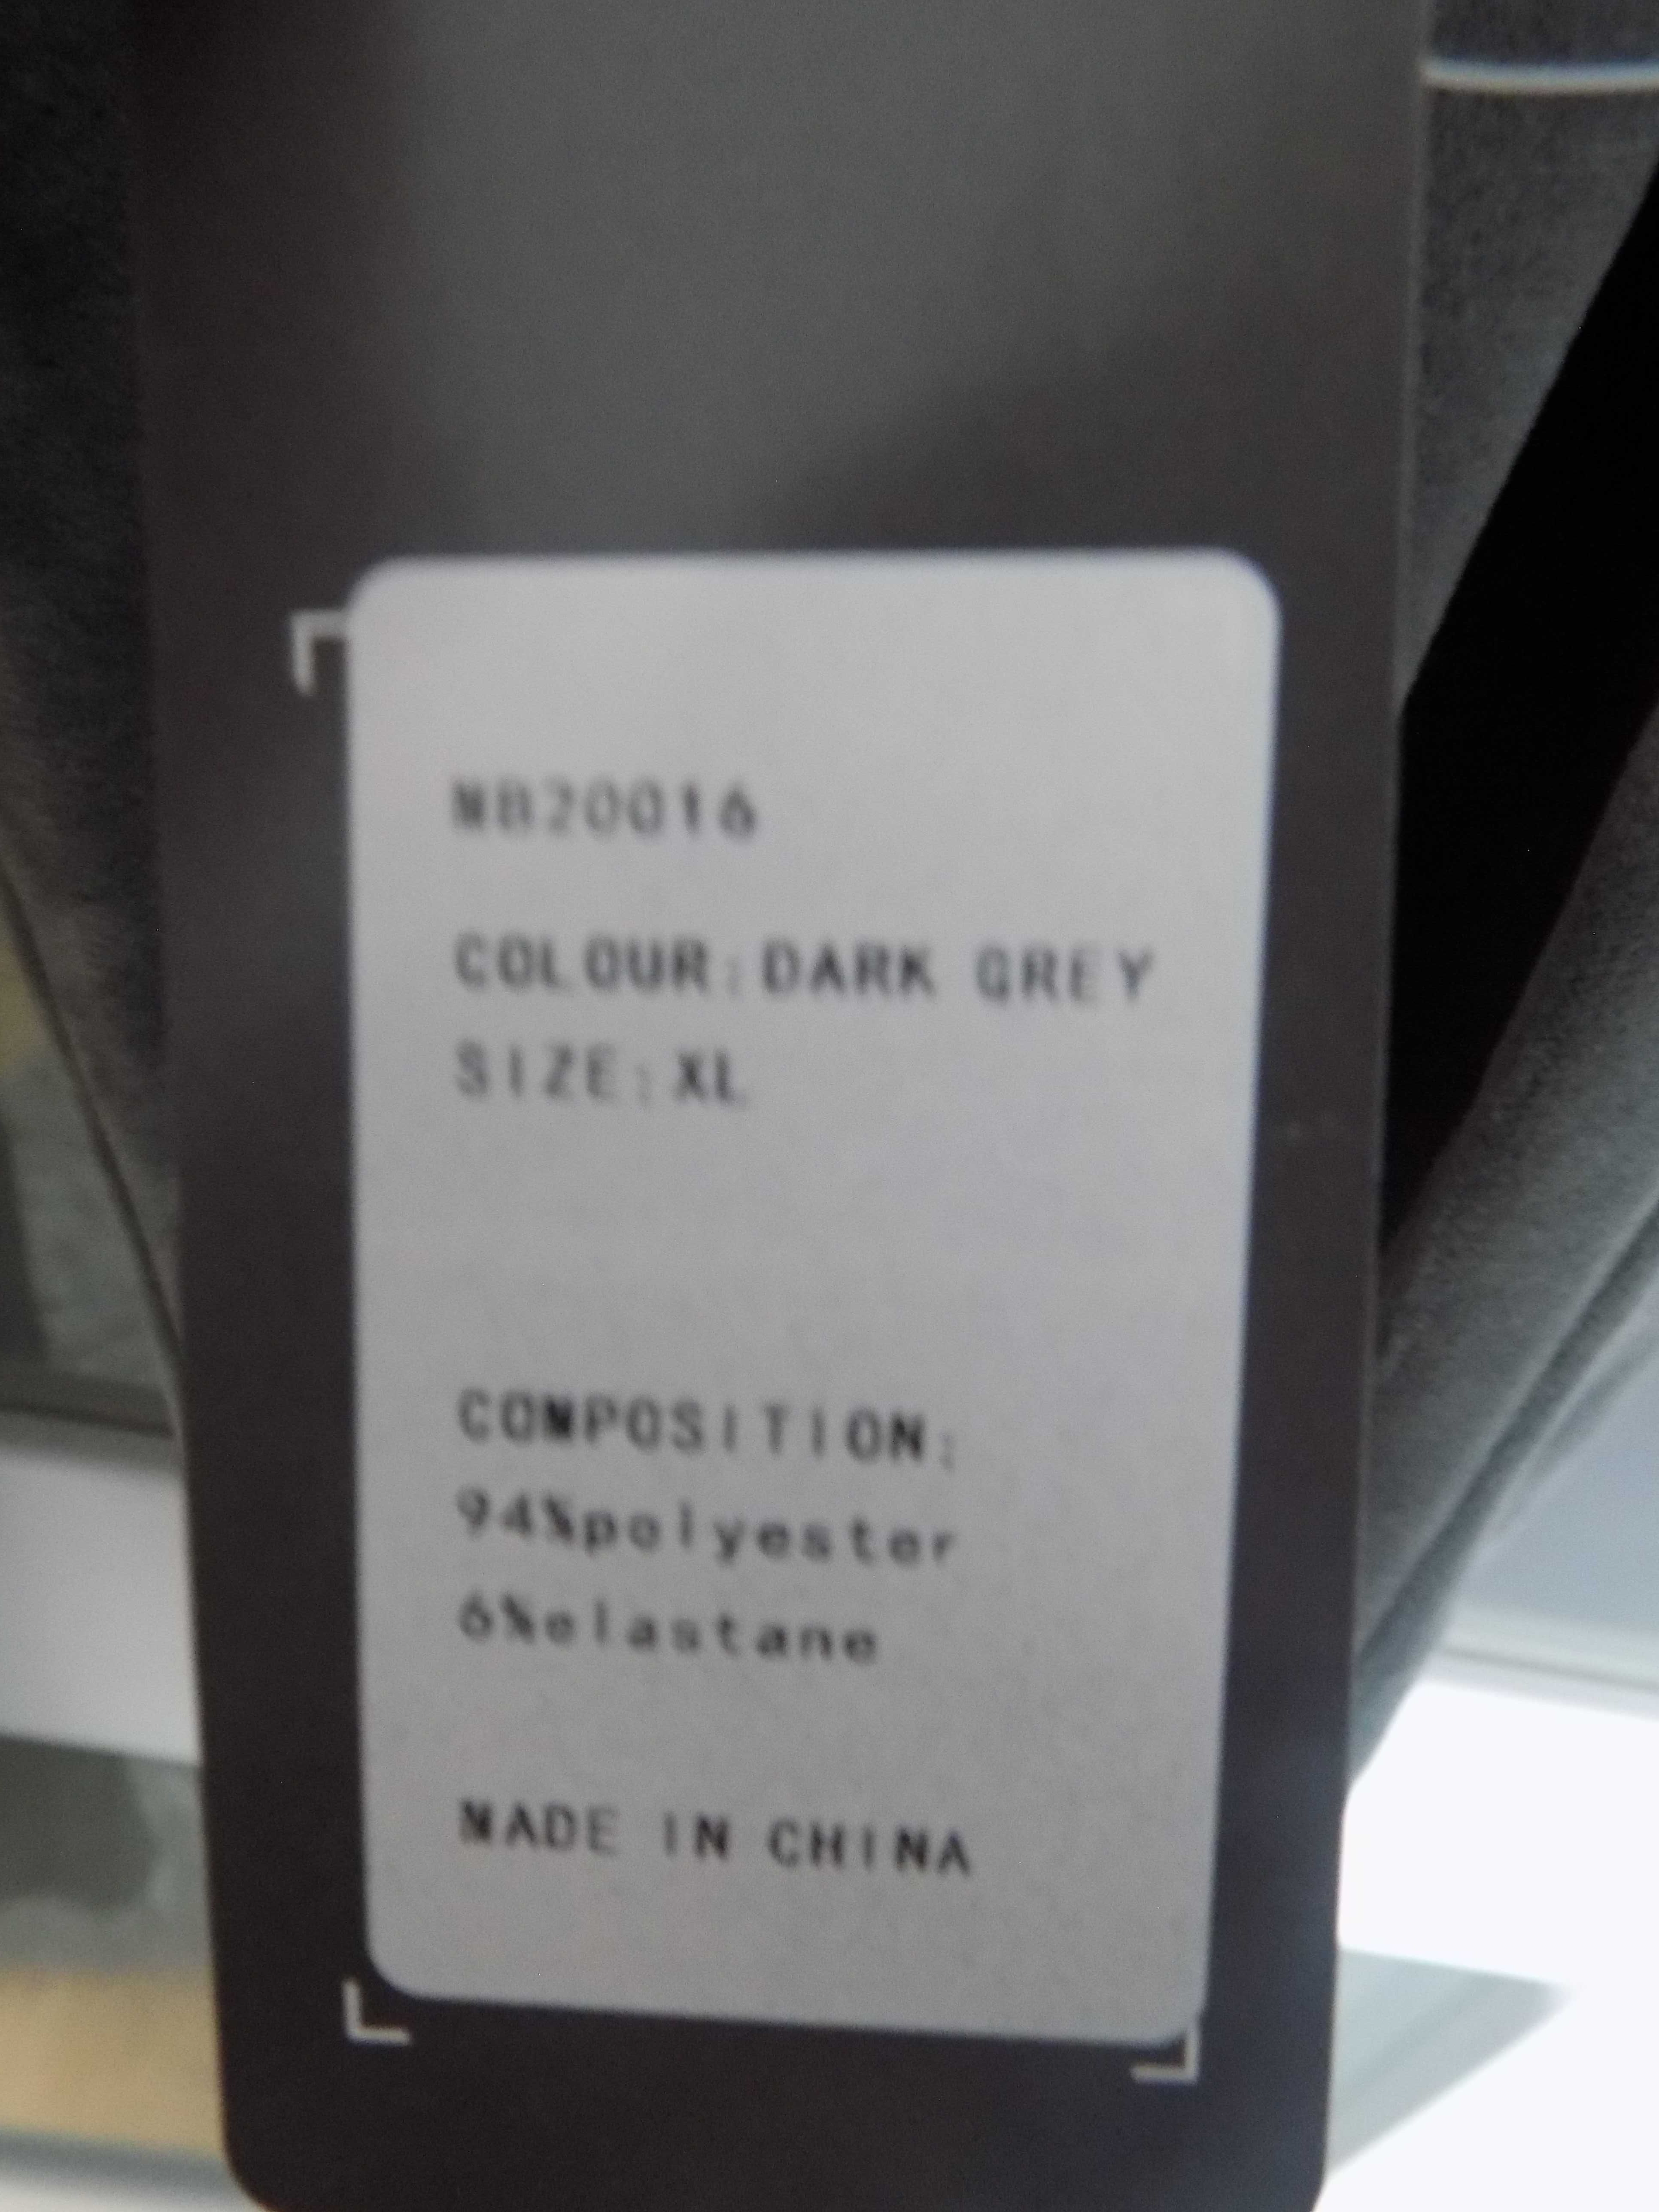 NB20016
COLOUR:DARK GREY
SIZE:XL
COMPOSITION:
94%polyester
6%elastane
MADE IN CHINA